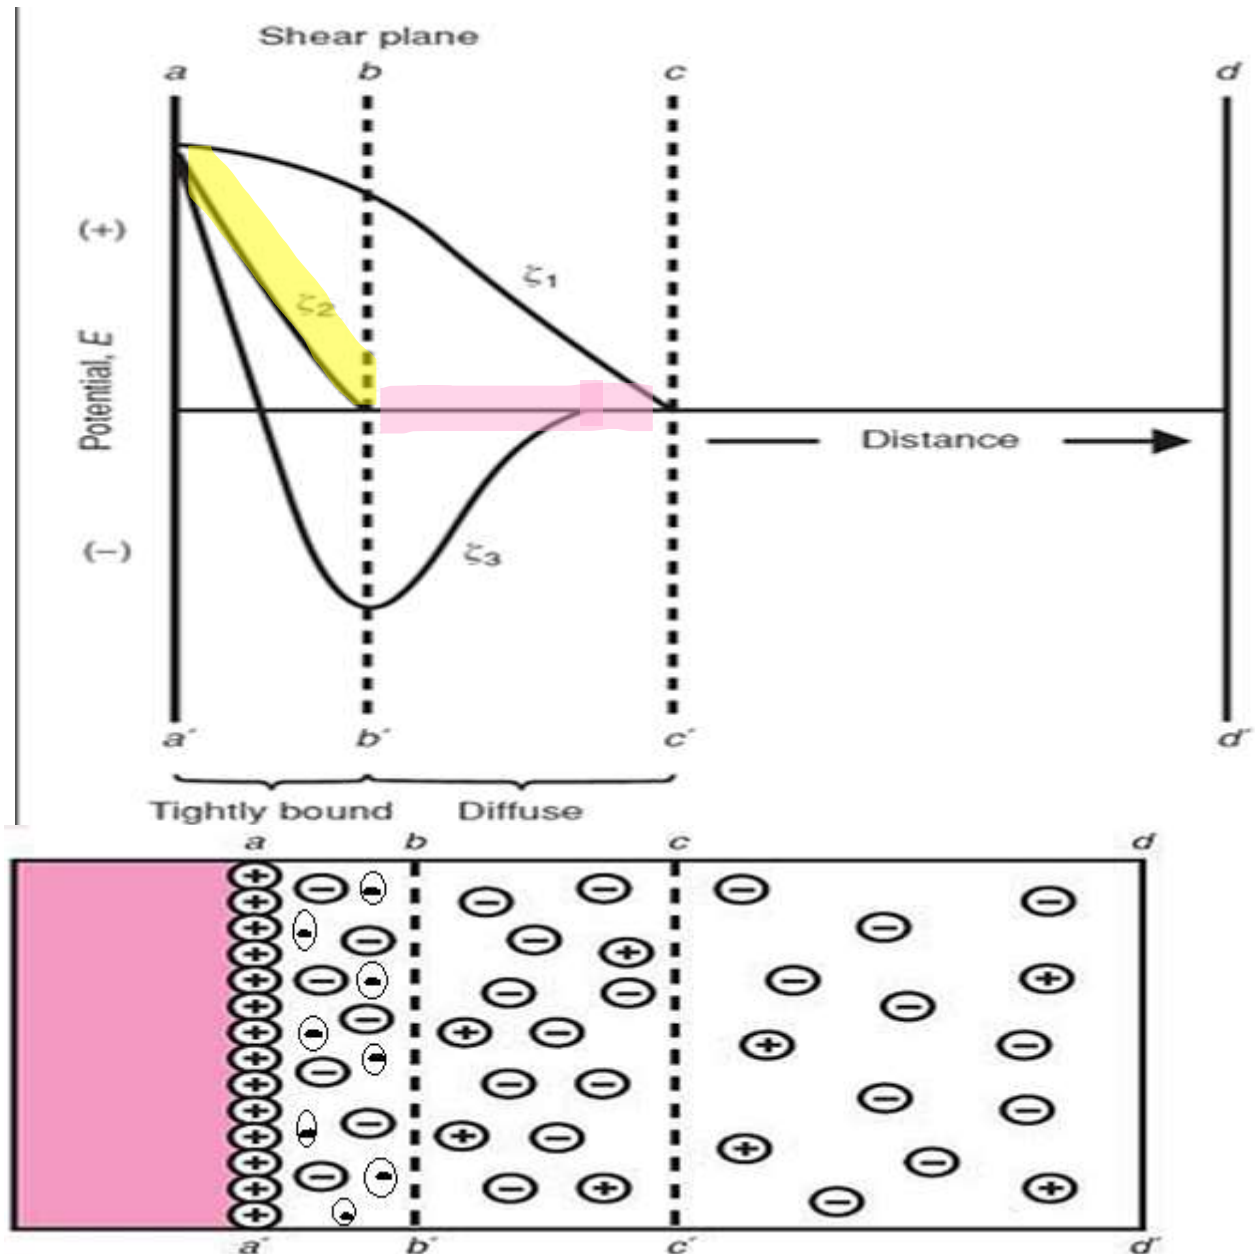 Shear plane
a b c d
(+)
ζ1
ζ2
Potential, E
Distance
(−)
ζ3
a′ b′ c′ d′
Tightly bound Diffuse
a b c d
a′ b′ c′ d′